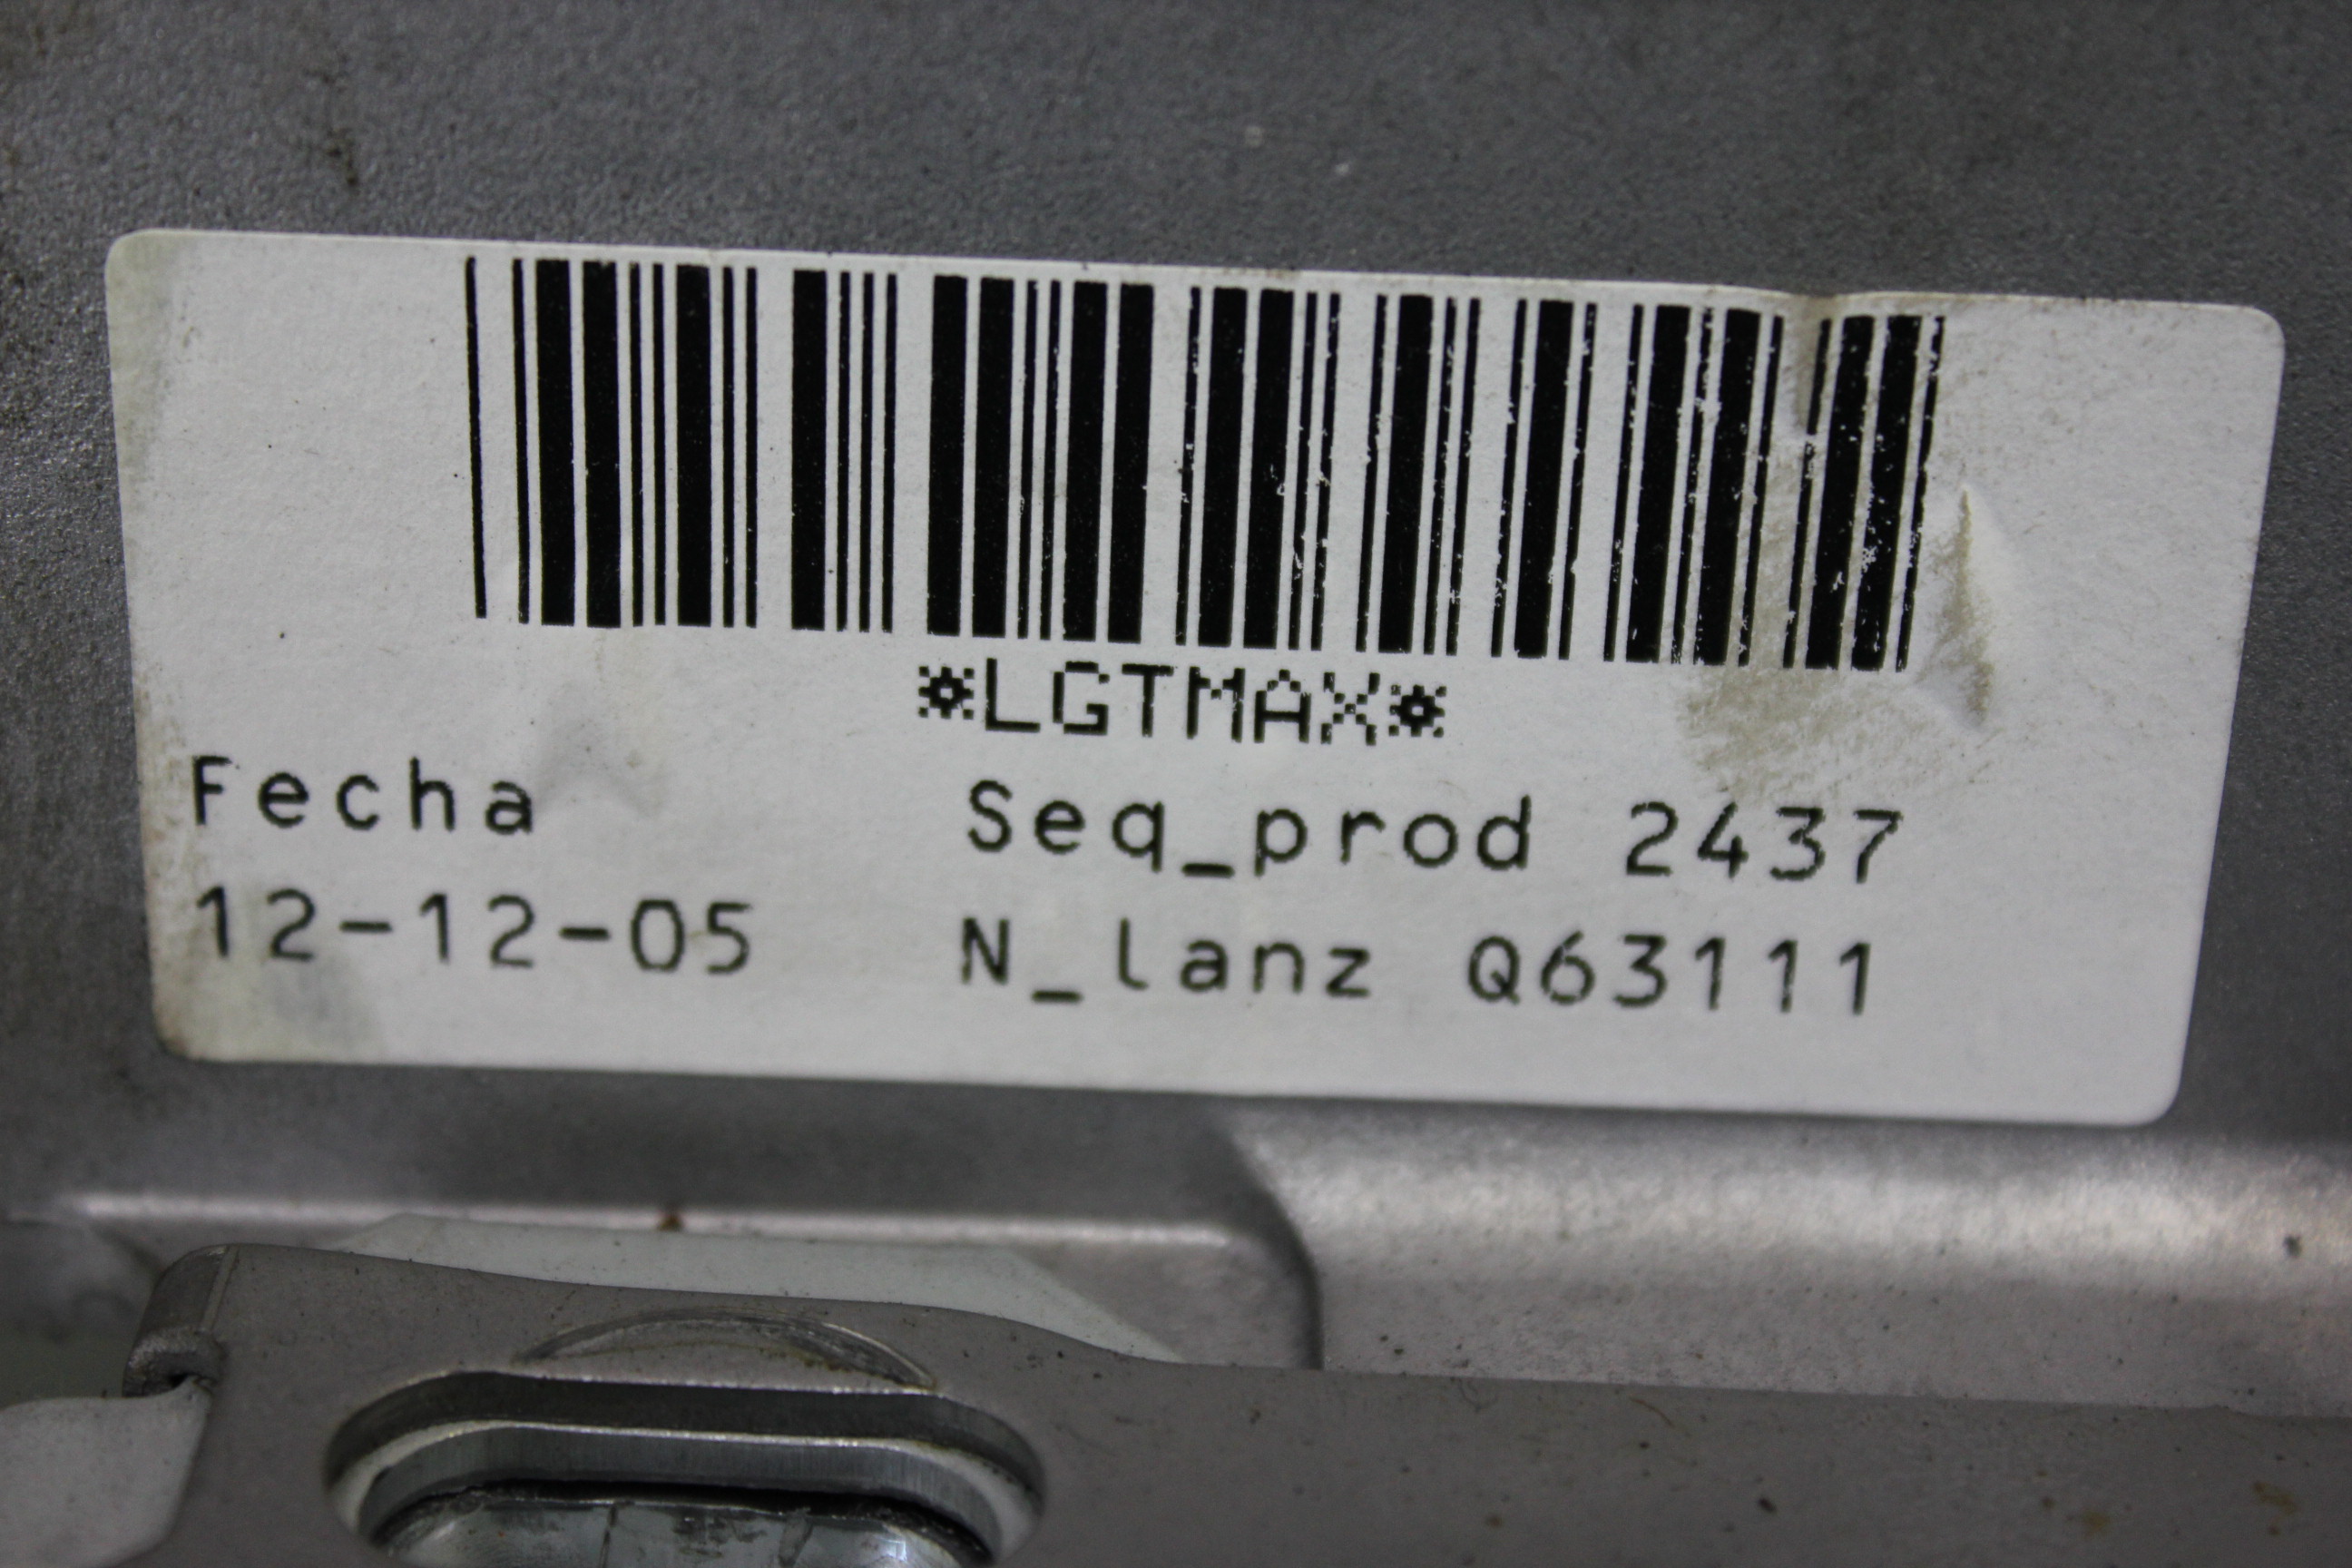 *LGTMAX*
Fecha Seq_prod 2437
12-12-05 N_lanz Q63111